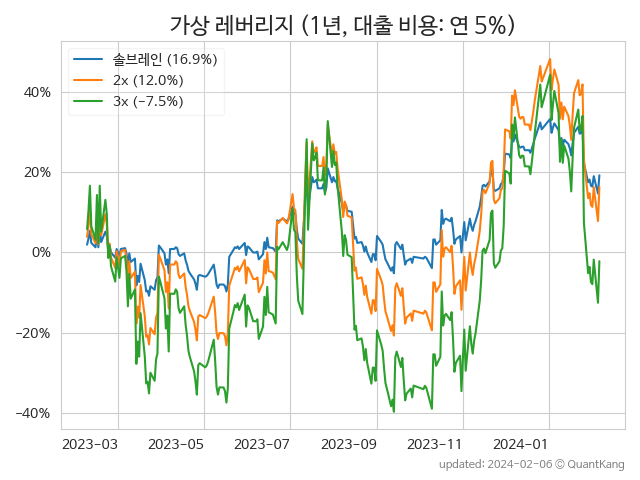 가상 레버리지 (1년, 대출 비용: 연 5%)
솔브레인 (16.9%)
2x (12.0%)
3x (−7.5%)
40%
20%
0%
−20%
−40%
2023-03 2023-05 2023-07 2023-09 2023-11 2024-01
updated: 2024-02-06 © QuantKang